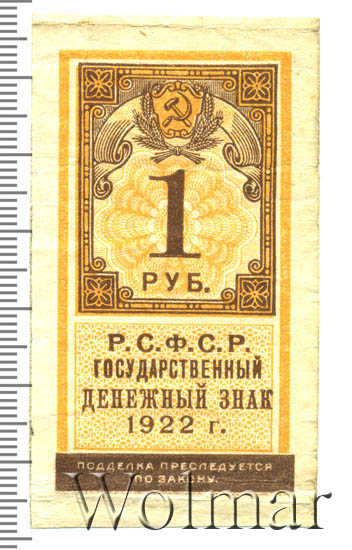 1
РУБ.
Р.С.Ф.С.Р.
ГОСУДАРСТВЕННЫЙ
ДЕНЕЖНЫЙ ЗНАК
1922 г.
ПОДДЕЛКА ПРЕСЛЕДУЕТСЯ
ПО ЗАКОНУ.
Wolmar